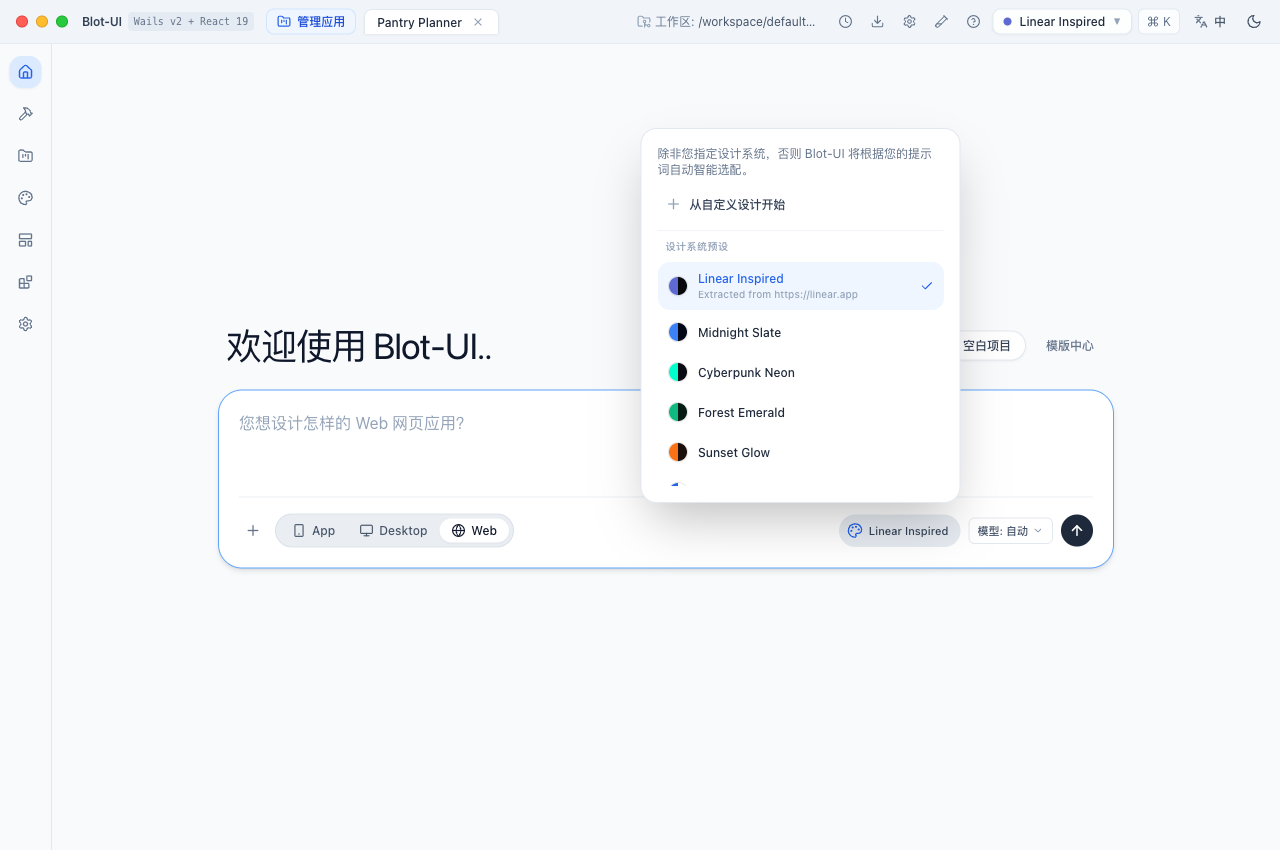 Blot-UI
Wails v2 + React 19
管理应用
Pantry Planner
工作区: /workspace/default...
Linear Inspired
⌘ K
中
除非您指定设计系统，否则 Blot-UI 将根据您的提示
词自动智能选配。
从自定义设计开始
设计系统预设
Linear Inspired
Extracted from https://linear.app
Midnight Slate
Cyberpunk Neon
Forest Emerald
Sunset Glow
欢迎使用 Blot-UI..
空白项目
模版中心
您想设计怎样的 Web 网页应用?
App
Desktop
Web
Linear Inspired
模型: 自动